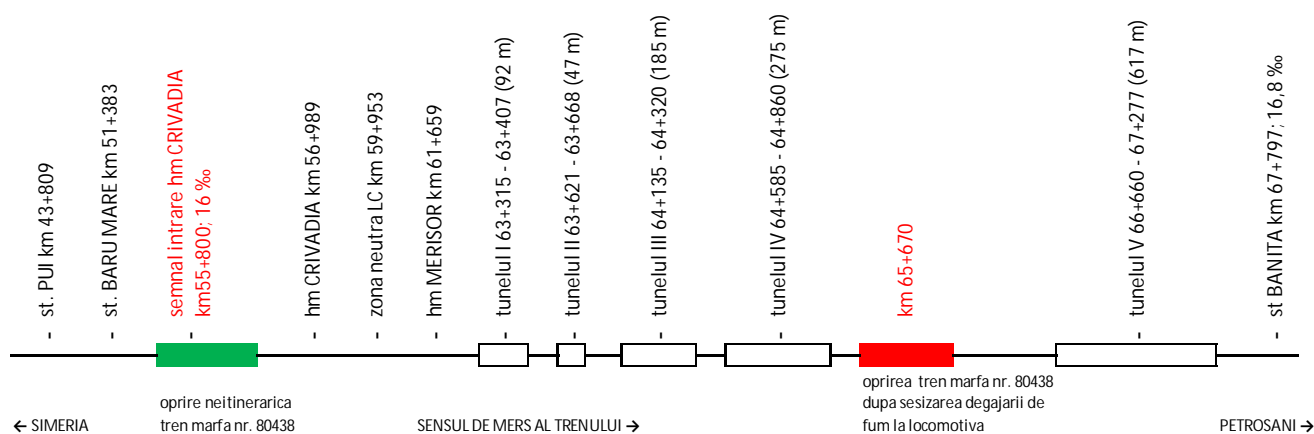 st. PUI km 43+809
st. BARU MARE km 51+383
semnal intrare hm CRIVADIA
km55+800; 16 ‰
hm CRIVADIA km 56+989
zona neutra LC km 59+953
hm MERISOR km 61+659
tunelul I 63+315 - 63+407 (92 m)
tunelul II 63+621 - 63+668 (47 m)
tunelul III 64+135 - 64+320 (185 m)
tunelul IV 64+585 - 64+860 (275 m)
km 65+670
tunelul V 66+660 - 67+277 (617 m)
st BANITA km 67+797; 16,8 ‰
oprire neitinerarica
tren marfa nr. 80438
oprirea tren marfa nr. 80438
dupa sesizarea degajarii de
fum la locomotiva
← SIMERIA
SENSUL DE MERS AL TRENULUI →
PETROSANI →